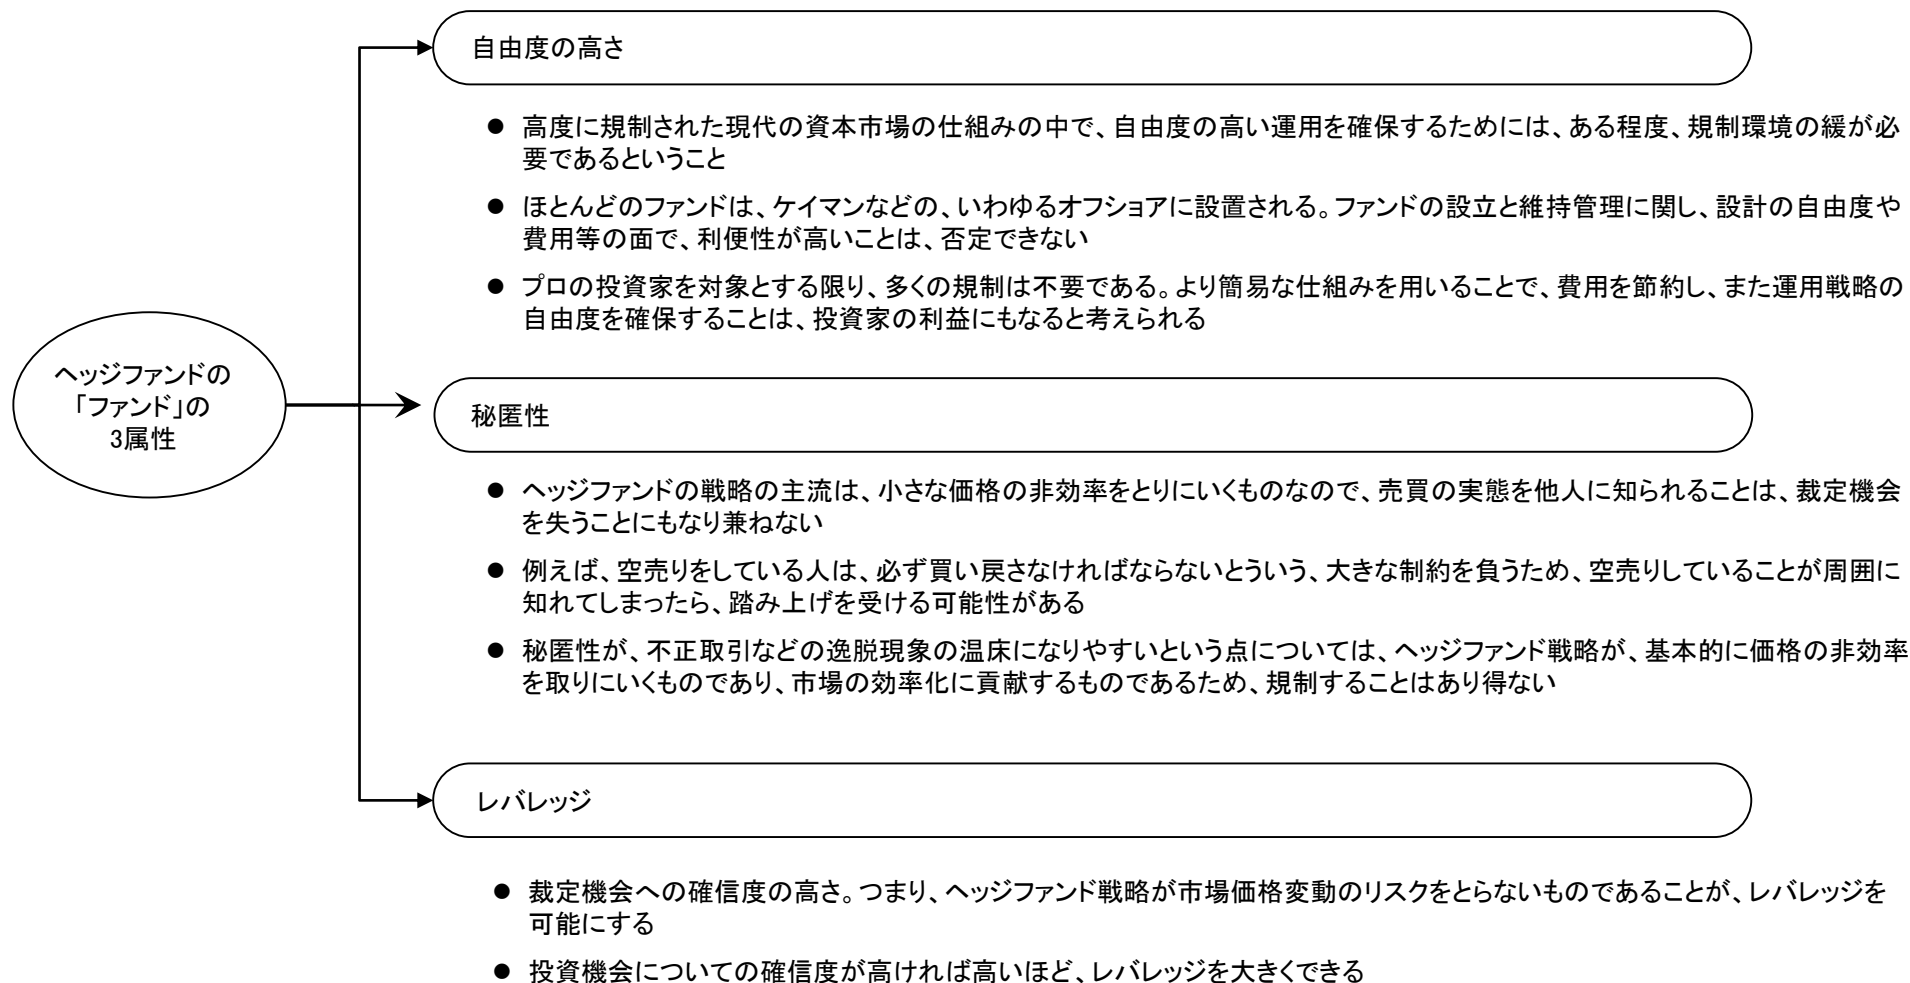 自由度の高さ
● 高度に規制された現代の資本市場の仕組みの中で、自由度の高い運用を確保するためには、ある程度、規制環境の緩が必
要であるということ
● ほとんどのファンドは、ケイマンなどの、いわゆるオフショアに設置される。ファンドの設立と維持管理に関し、設計の自由度や
費用等の面で、利便性が高いことは、否定できない
● プロの投資家を対象とする限り、多くの規制は不要である。より簡易な仕組みを用いることで、費用を節約し、また運用戦略の
自由度を確保することは、投資家の利益にもなると考えられる
ヘッジファンドの
「ファンド」の
3属性
秘匿性
● ヘッジファンドの戦略の主流は、小さな価格の非効率をとりにいくものなので、売買の実態を他人に知られることは、裁定機会
を失うことにもなり兼ねない
● 例えば、空売りをしている人は、必ず買い戻さなければならないとういう、大きな制約を負うため、空売りしていることが周囲に
知れてしまったら、踏み上げを受ける可能性がある
● 秘匿性が、不正取引などの逸脱現象の温床になりやすいという点については、ヘッジファンド戦略が、基本的に価格の非効率
を取りにいくものであり、市場の効率化に貢献するものであるため、規制することはあり得ない
レバレッジ
● 裁定機会への確信度の高さ。つまり、ヘッジファンド戦略が市場価格変動のリスクをとらないものであることが、レバレッジを
可能にする
● 投資機会についての確信度が高ければ高いほど、レバレッジを大きくできる